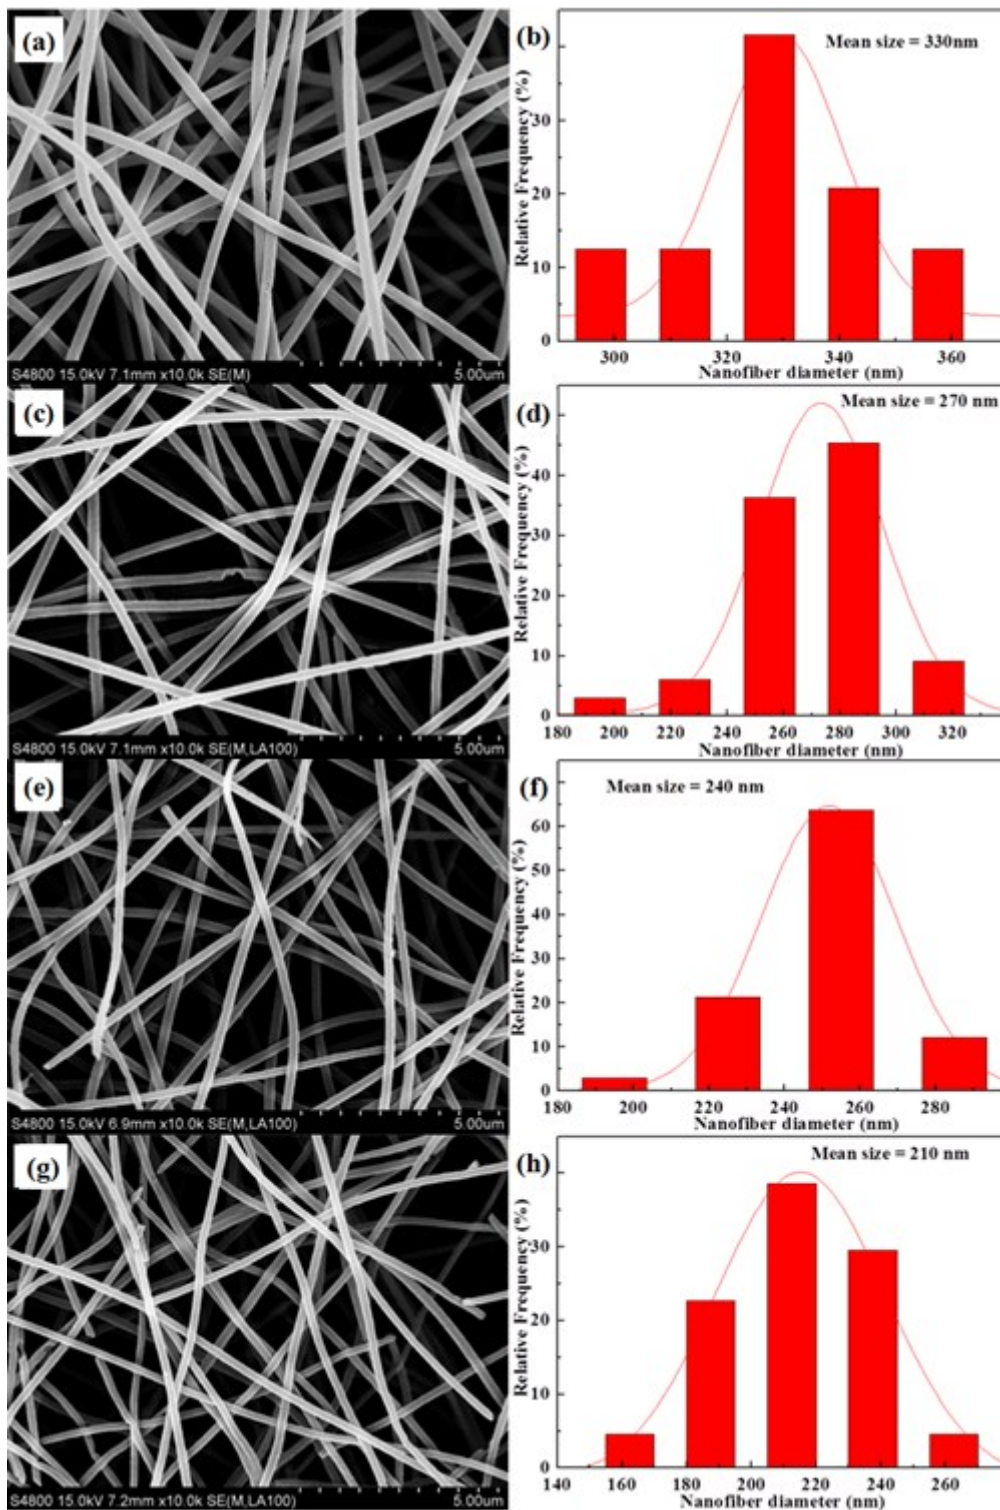 (a)
S4800 15.0kV 7.1mm x10.0k SE(M)
5.00um
(b)
Mean size = 330nm
Relative Frequency (%)
30
20
10
0
300 320 340 360
Nanofiber diameter (nm)
(c)
S4800 15.0kV 7.1mm x10.0k SE(M,LA100)
5.00um
(d)
Mean size = 270 nm
Relative Frequency (%)
50
40
30
20
10
0
180 200 220 240 260 280 300 320
Nanofiber diameter (nm)
(e)
S4800 15.0kV 6.9mm x10.0k SE(M,LA100)
5.00um
(f)
Mean size = 240 nm
Relative Frequency (%)
60
50
40
30
20
10
0
180 200 220 240 260 280
Nanofiber diameter (nm)
(g)
S4800 15.0kV 7.2mm x10.0k SE(M,LA100)
5.00um
(h)
Mean size = 210 nm
Relative Frequency (%)
30
20
10
0
140 160 180 200 220 240 260
Nanofiber diameter (nm)